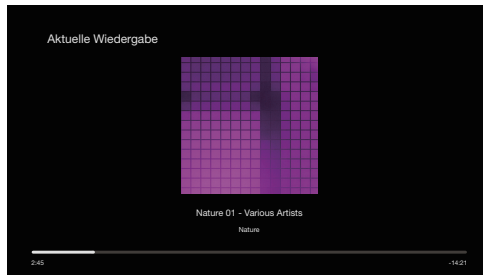 Aktuelle Wiedergabe
Nature 01 - Various Artists
Nature
2:45
-14:21